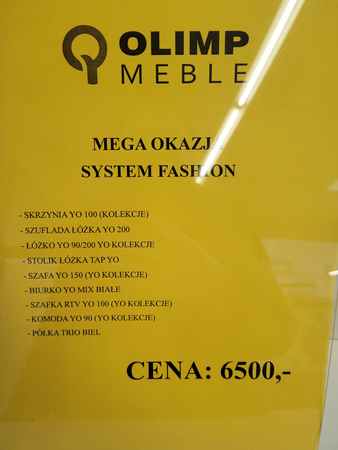 OLIMP
MEBLE
MEGA OKAZJA
SYSTEM FASHION
- SKRZYNIA YO 100 (KOLEKCJE)
- SZUFLADA ŁÓŻKA YO 200
- ŁÓŻKO YO 90/200 YO KOLEKCJE
- STOLIK ŁÓŻKA TAP YO
- SZAFA YO 150 (YO KOLEKCJE)
- BIURKO YO MIX BIAŁE
- SZAFKA RTV YO 100 (YO KOLEKCJE)
- KOMODA YO 90 (YO KOLEKCJE)
- PÓŁKA TRIO BIEL
CENA: 6500,-